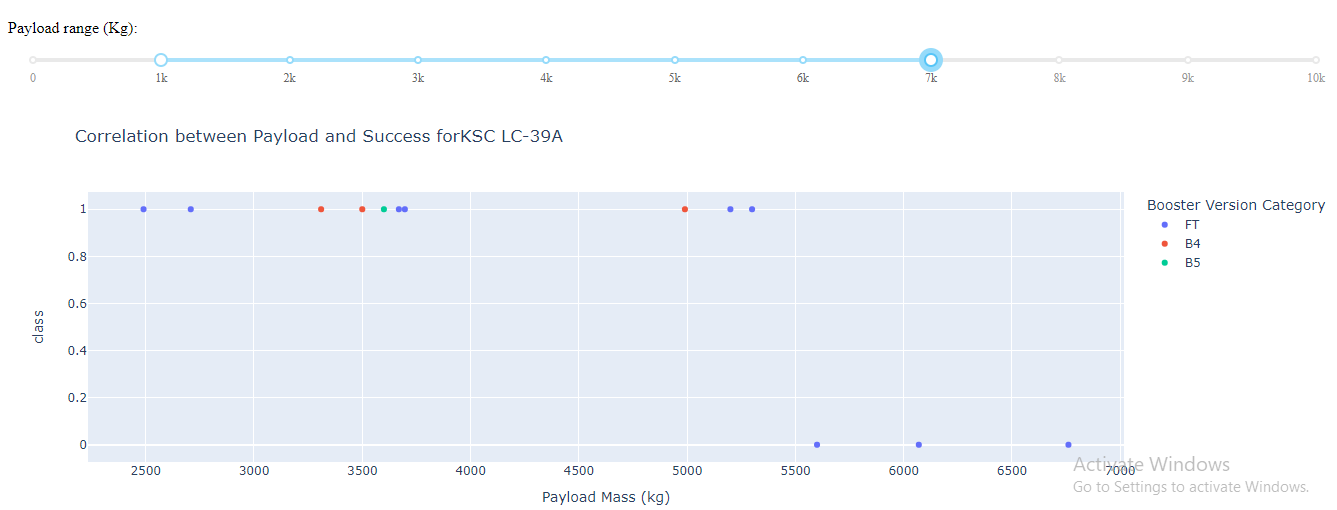 Payload range (Kg):
0 1k 2k 3k 4k 5k 6k 7k 8k 9k 10k
Correlation between Payload and Success forKSC LC-39A
Booster Version Category
FT
B4
B5
1
0.8
0.6
0.4
0.2
0
class
2500 3000 3500 4000 4500 5000 5500 6000 6500 7000
Payload Mass (kg)
Activate Windows
Go to Settings to activate Windows.